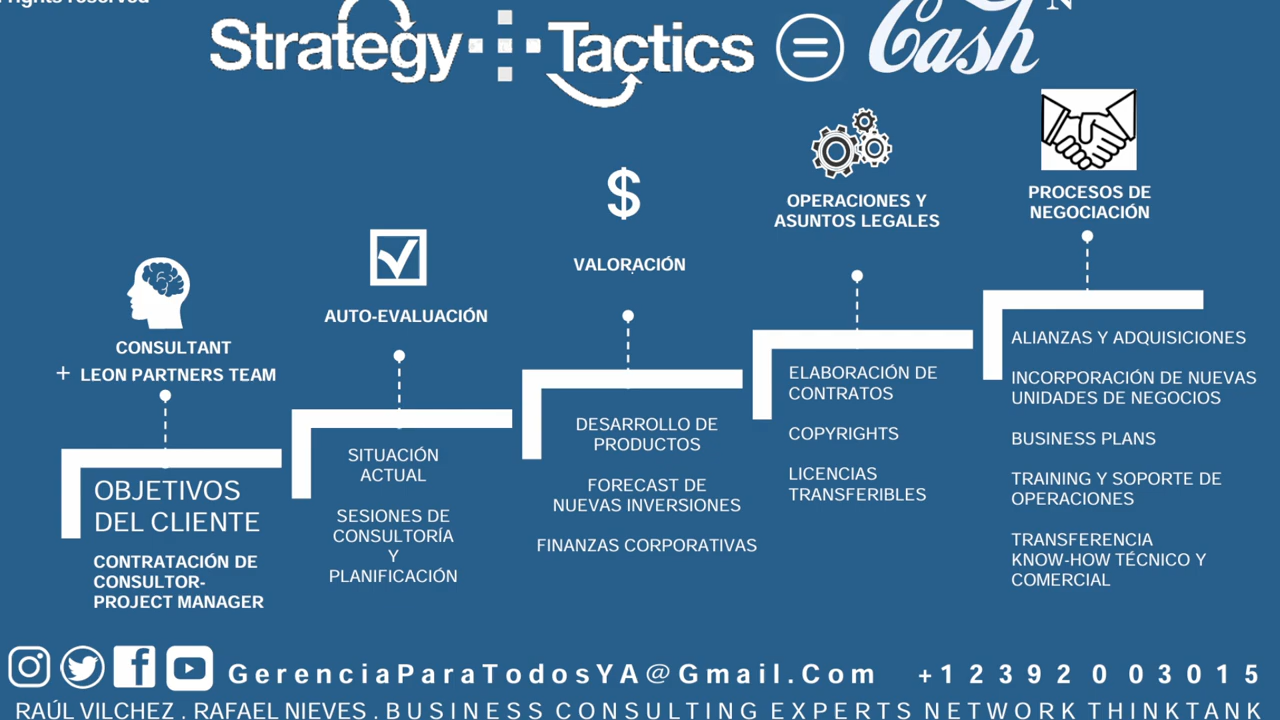 rights reserved
Strategy + Tactics = Cash
N
PROCESOS DE
NEGOCIACIÓN
OPERACIONES Y
ASUNTOS LEGALES
$
VALORACIÓN
AUTO-EVALUACIÓN
CONSULTANT
+ LEON PARTNERS TEAM
OBJETIVOS
DEL CLIENTE
CONTRATACIÓN DE
CONSULTOR-
PROJECT MANAGER
SITUACIÓN
ACTUAL
SESIONES DE
CONSULTORÍA
Y
PLANIFICACIÓN
DESARROLLO DE
PRODUCTOS
FORECAST DE
NUEVAS INVERSIONES
FINANZAS CORPORATIVAS
ELABORACIÓN DE
CONTRATOS
COPYRIGHTS
LICENCIAS
TRANSFERIBLES
ALIANZAS Y ADQUISICIONES
INCORPORACIÓN DE NUEVAS
UNIDADES DE NEGOCIOS
BUSINESS PLANS
TRAINING Y SOPORTE DE
OPERACIONES
TRANSFERENCIA
KNOW-HOW TÉCNICO Y
COMERCIAL
GerenciaParaTodosYA@Gmail.Com +12392003015
RAÚL VILCHEZ . RAFAEL NIEVES . BUSINESS CONSULTING EXPERTS NETWORK THINKTANK